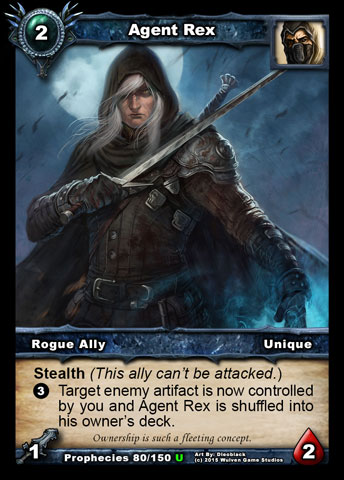 2
Agent Rex
Rogue Ally Unique
Stealth (This ally can't be attacked.)
3 Target enemy artifact is now controlled
by you and Agent Rex is shuffled into
his owner's deck.
Ownership is such a fleeting concept.
1 Prophecies 80/150 U Art By: Dleoblack
(c) 2015 Wulven Game Studios 2